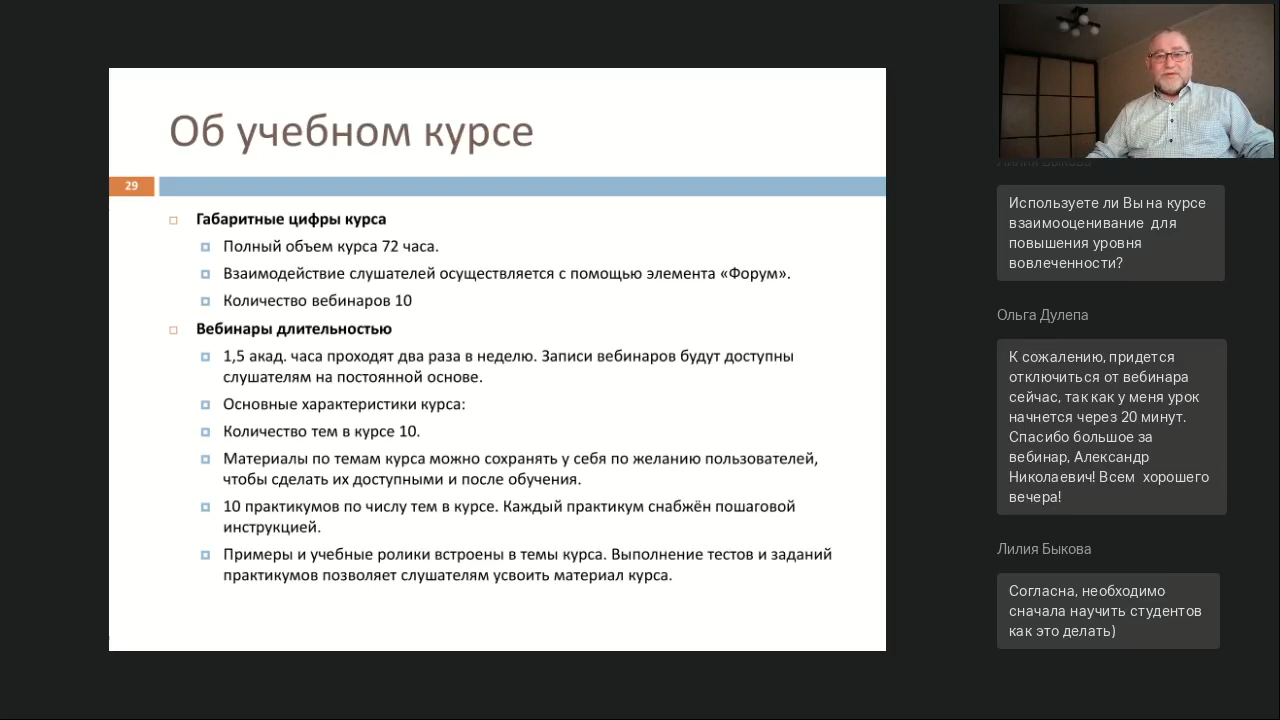 Об учебном курсе
29
Габаритные цифры курса
Полный объем курса 72 часа.
Взаимодействие слушателей осуществляется с помощью элемента «Форум».
Количество вебинаров 10
Вебинары длительностью
1,5 акад. часа проходят два раза в неделю. Записи вебинаров будут доступны
слушателям на постоянной основе.
Основные характеристики курса:
Количество тем в курсе 10.
Материалы по темам курса можно сохранять у себя по желанию пользователей,
чтобы сделать их доступными и после обучения.
10 практикумов по числу тем в курсе. Каждый практикум снабжён пошаговой
инструкцией.
Примеры и учебные ролики встроены в темы курса. Выполнение тестов и заданий
практикумов позволяет слушателям усвоить материал курса.
Лилия Быкова
Используете ли Вы на курсе
взаимооценивание для
повышения уровня
вовлеченности?
Ольга Дулепа
К сожалению, придется
отключиться от вебинара
сейчас, так как у меня урок
начнется через 20 минут.
Спасибо большое за
вебинар, Александр
Николаевич! Всем хорошего
вечера!
Лилия Быкова
Согласна, необходимо
сначала научить студентов
как это делать)